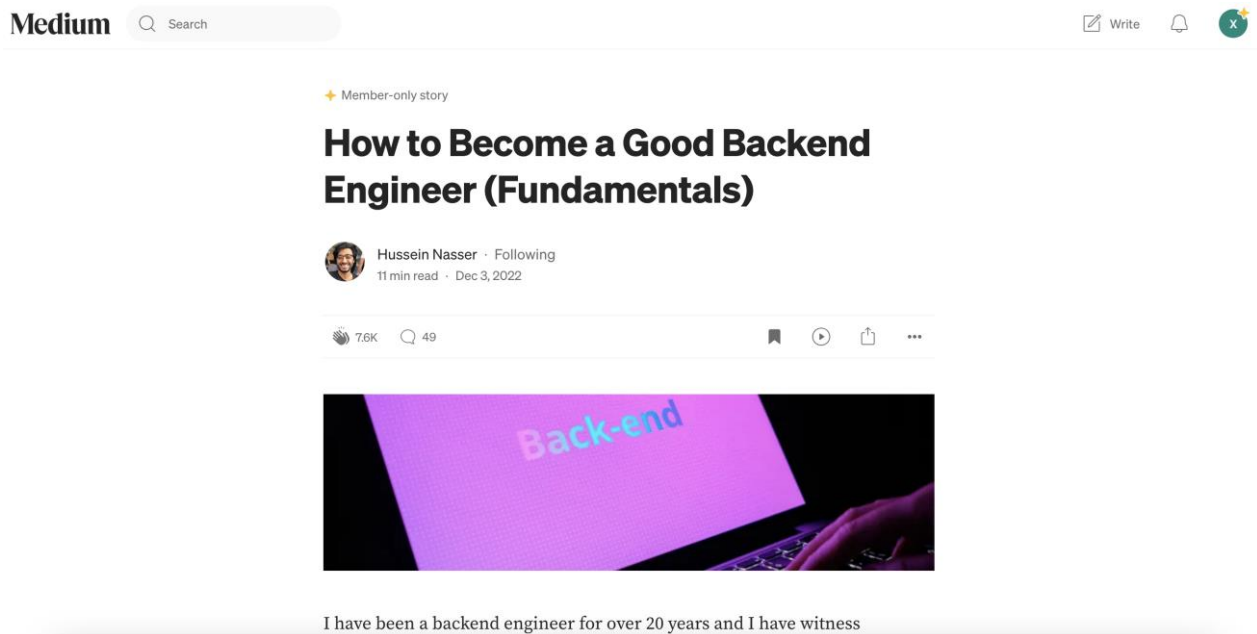 Medium
Search
Write
X
Member-only story
How to Become a Good Backend
Engineer (Fundamentals)
Hussein Nasser · Following
11 min read · Dec 3, 2022
7.6K
49
Back-end
I have been a backend engineer for over 20 years and I have witness